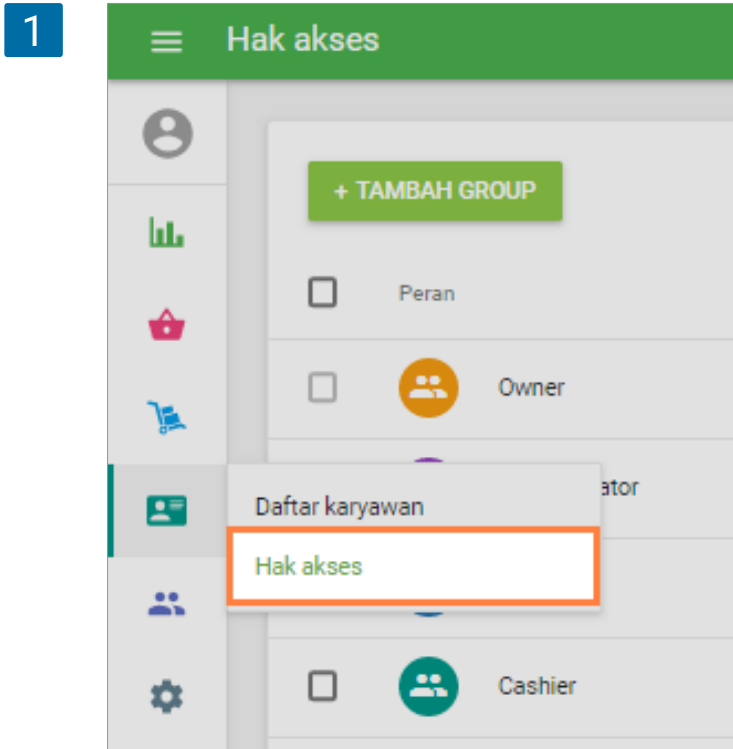 1
Hak akses
+ TAMBAH GROUP
Peran
Owner
ator
Daftar karyawan
Hak akses
Cashier